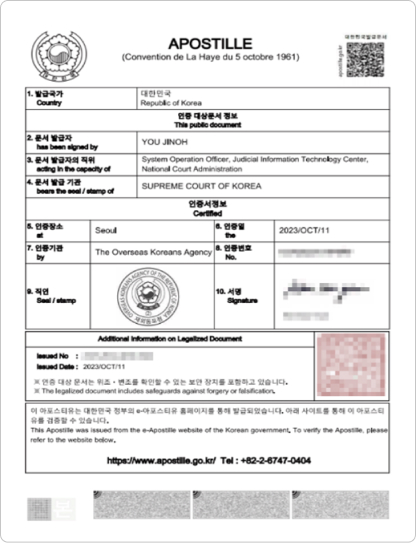 APOSTILLE
(Convention de La Haye du 5 octobre 1961)
대한민국발급문서
apostille.go.kr
1. 발급국가
Country
대한민국
Republic of Korea
인증 대상문서 정보
This public document
2. 문서 발급자
has been signed by
YOU JINOH
3. 문서 발급자의 직위
acting in the capacity of
System Operation Officer, Judicial Information Technology Center,
National Court Administration
4. 문서 발급 기관
bears the seal / stamp of
SUPREME COURT OF KOREA
인증서정보
Certified
5. 인증장소
at
Seoul
6. 인증일
the
2023/OCT/11
7. 인증기관
by
The Overseas Koreans Agency
8. 인증번호
No.
9. 직인
Seal / stamp
OVERSEAS KOREANS AGENCY OF THE REPUBLIC OF KOREA
10. 서명
Signature
Additional Information on Legalized Document
Issued No :
Issued Date : 2023/OCT/11
※ 인증 대상 문서는 위조ㆍ변조를 확인할 수 있는 보안 장치를 포함하고 있습니다.
※ The legalized document includes safeguards against forgery or falsification.
이 아포스티유는 대한민국 정부의 e-아포스티유 홈페이지를 통해 발급되었습니다. 아래 사이트를 통해 이 아포스티
유를 검증할 수 있습니다.
This Apostille was issued from the e-Apostille website of the Korean government. To verify the Apostille, please
refer to the website below.
https://www.apostille.go.kr/ Tel : +82-2-6747-0404